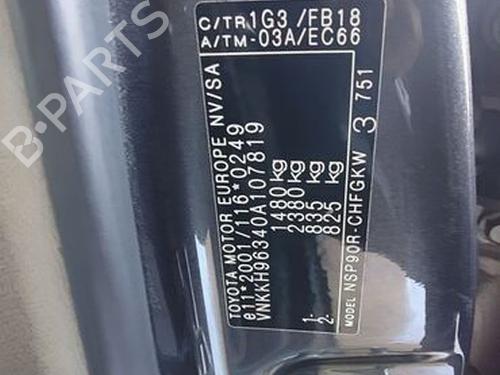 C/TR 1G3 /FB18
A/TM -03A/EC66
TOYOTA MOTOR EUROPE NV/SA
e11*2001/116*0249
VNKKH96340A107819
1480 kg
2380 kg
1- 835 kg
2- 825 kg
MODEL NSP90R-CHFGKW 3 751
B-PARTS